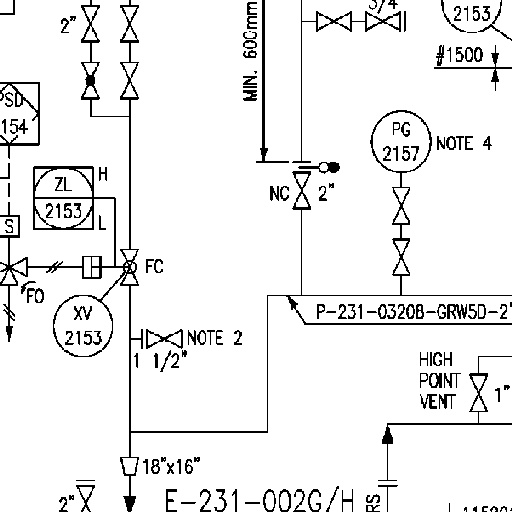 3/4"
2153
2"
MIN. 600mm
#1500
PSD
154
PG
2157
NOTE 4
ZL
2153
H
L
NC
2"
S
FC
FO
XV
2153
P-231-0320B-GRW5D-2"
NOTE 2
1 1/2"
HIGH
POINT
VENT
1"
18"x16"
2"
E-231-002G/H
RS